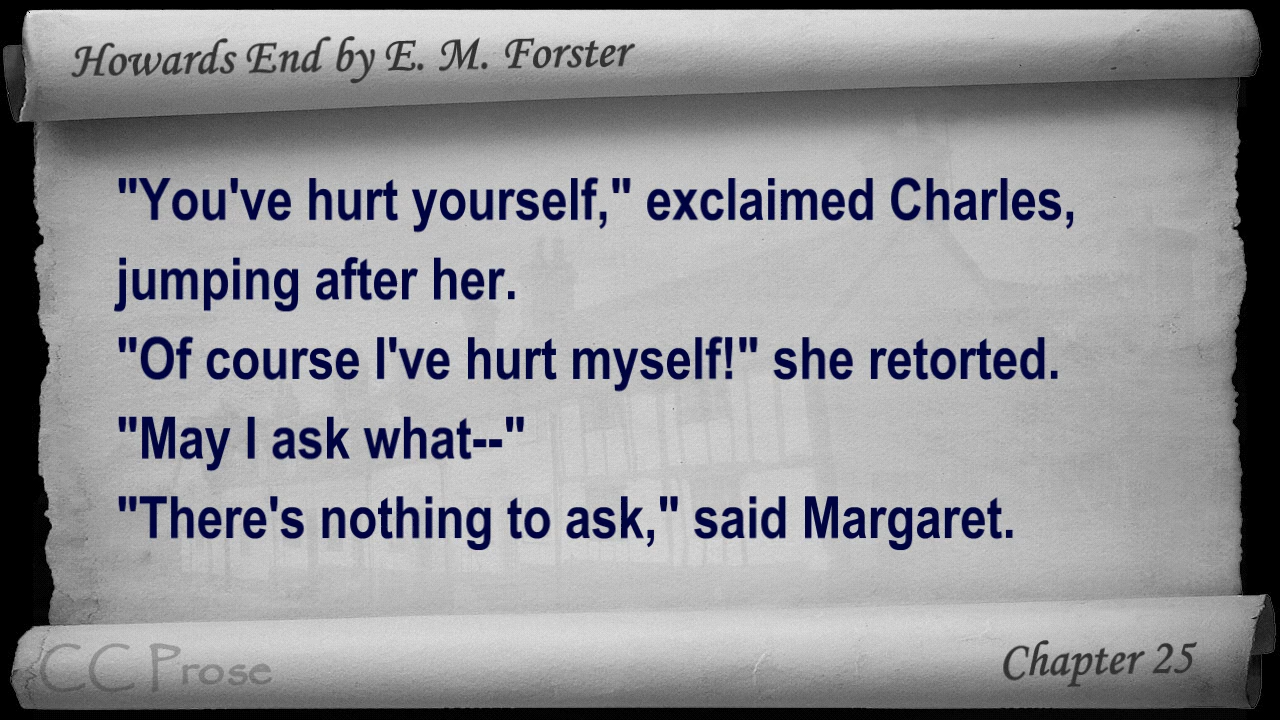 Howards End by E. M. Forster
"You've hurt yourself," exclaimed Charles,
jumping after her.
"Of course I've hurt myself!" she retorted.
"May I ask what--"
"There's nothing to ask," said Margaret.
CC Prose
Chapter 25